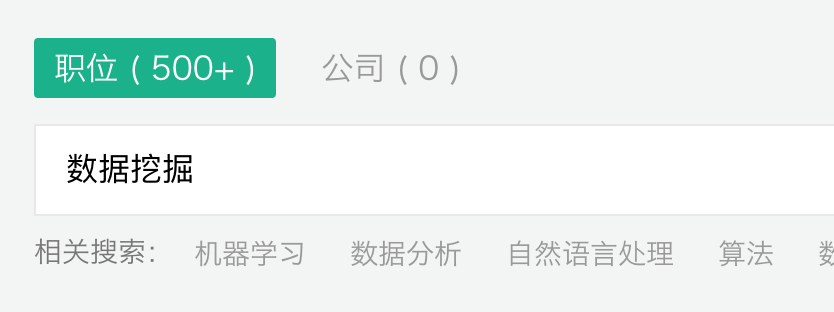 职位 ( 500+ ) 公司 ( 0 )
数据挖掘
相关搜索： 机器学习 数据分析 自然语言处理 算法